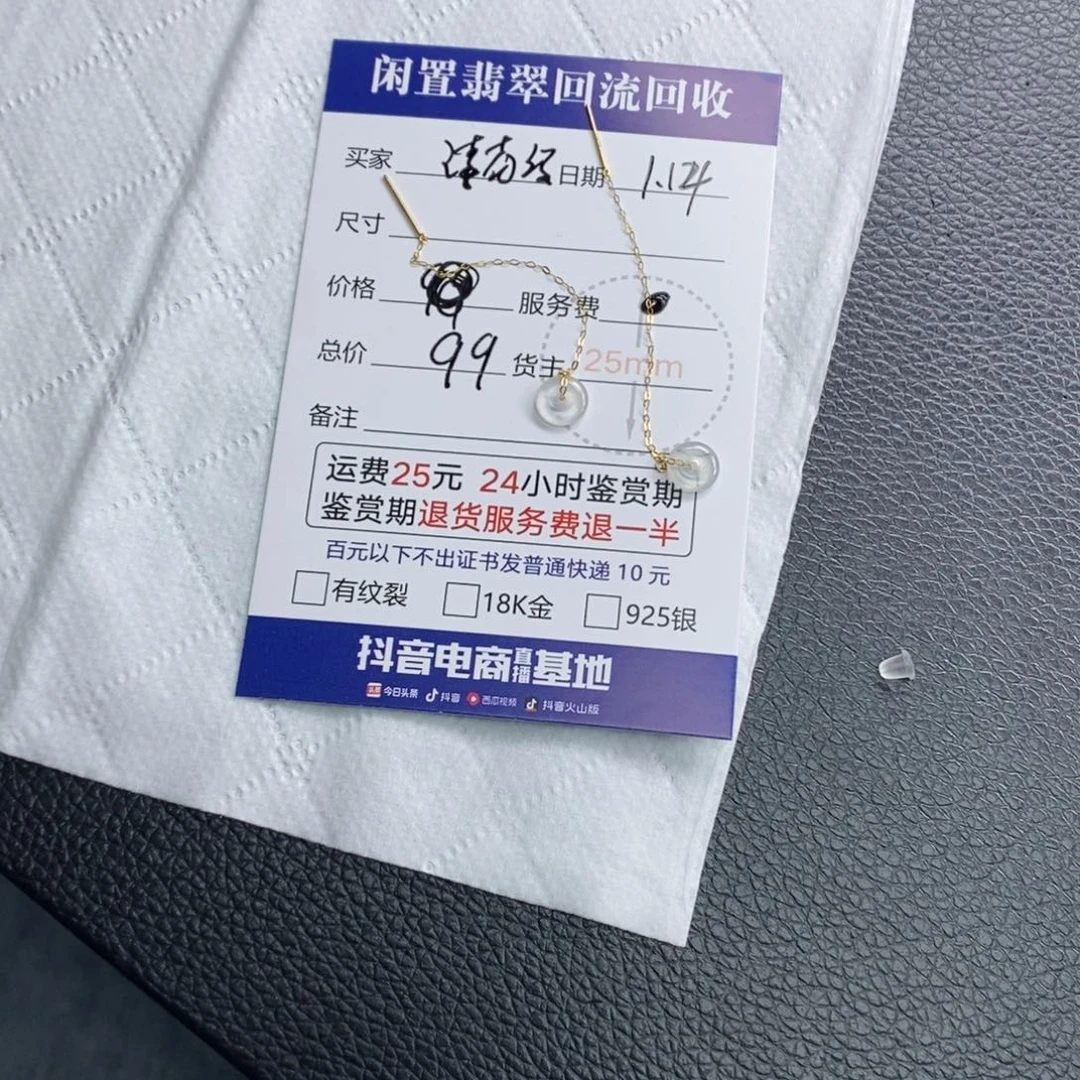 闲置翡翠回流回收
买家 日期 1.14
尺寸
价格 服务费
总价 99 货主
25mm
备注
运费25元 24小时鉴赏期
鉴赏期退货服务费退一半
百元以下不出证书发普通快递 10 元
有纹裂 18K金 925银
抖音电商直播基地
头条 今日头条 抖音 西瓜视频 抖音火山版